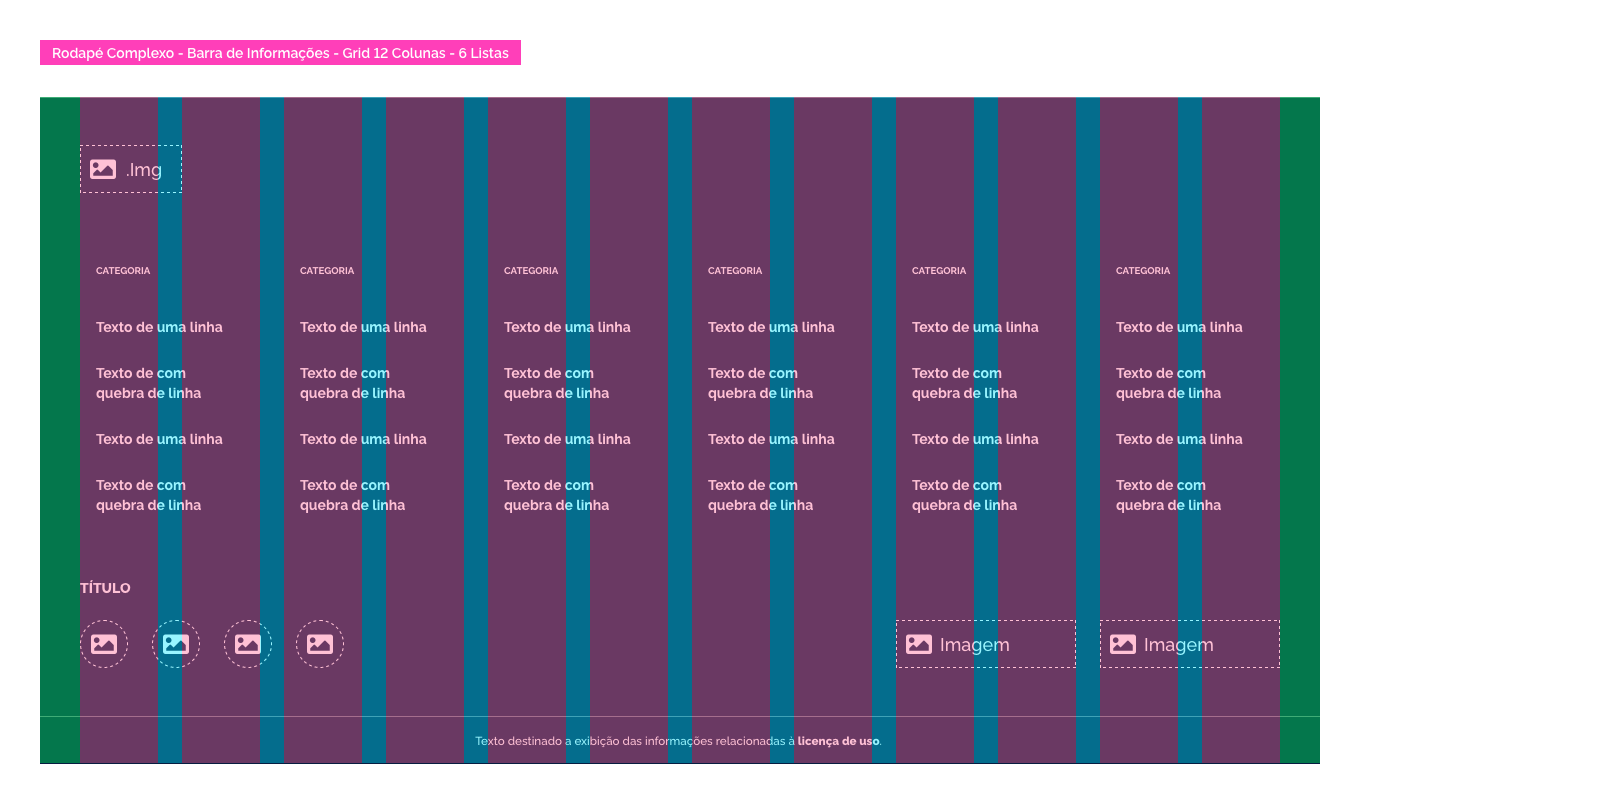 Rodapé Complexo - Barra de Informações - Grid 12 Colunas - 6 Listas
.Img
CATEGORIA CATEGORIA CATEGORIA CATEGORIA CATEGORIA CATEGORIA
Texto de uma linha Texto de uma linha Texto de uma linha Texto de uma linha Texto de uma linha Texto de uma linha
Texto de com Texto de com Texto de com Texto de com Texto de com Texto de com
quebra de linha quebra de linha quebra de linha quebra de linha quebra de linha quebra de linha
Texto de uma linha Texto de uma linha Texto de uma linha Texto de uma linha Texto de uma linha Texto de uma linha
Texto de com Texto de com Texto de com Texto de com Texto de com Texto de com
quebra de linha quebra de linha quebra de linha quebra de linha quebra de linha quebra de linha
TÍTULO
Imagem Imagem
Texto destinado a exibição das informações relacionadas à licença de uso.